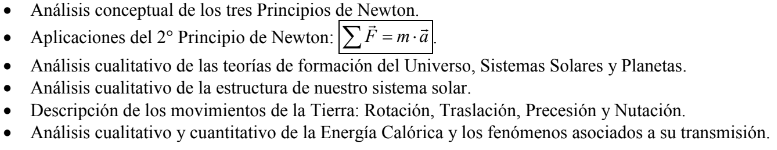 • Análisis conceptual de los tres Principios de Newton.
• Aplicaciones del 2° Principio de Newton: ∑F⃗ = m·a⃗.
• Análisis cualitativo de las teorías de formación del Universo, Sistemas Solares y Planetas.
• Análisis cualitativo de la estructura de nuestro sistema solar.
• Descripción de los movimientos de la Tierra: Rotación, Traslación, Precesión y Nutación.
• Análisis cualitativo y cuantitativo de la Energía Calórica y los fenómenos asociados a su transmisión.